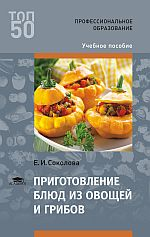 ТОП
50
ПРОФЕССИОНАЛЬНОЕ
ОБРАЗОВАНИЕ
Учебное пособие
Е. И. Соколова
ПРИГОТОВЛЕНИЕ
БЛЮД ИЗ ОВОЩЕЙ
И ГРИБОВ